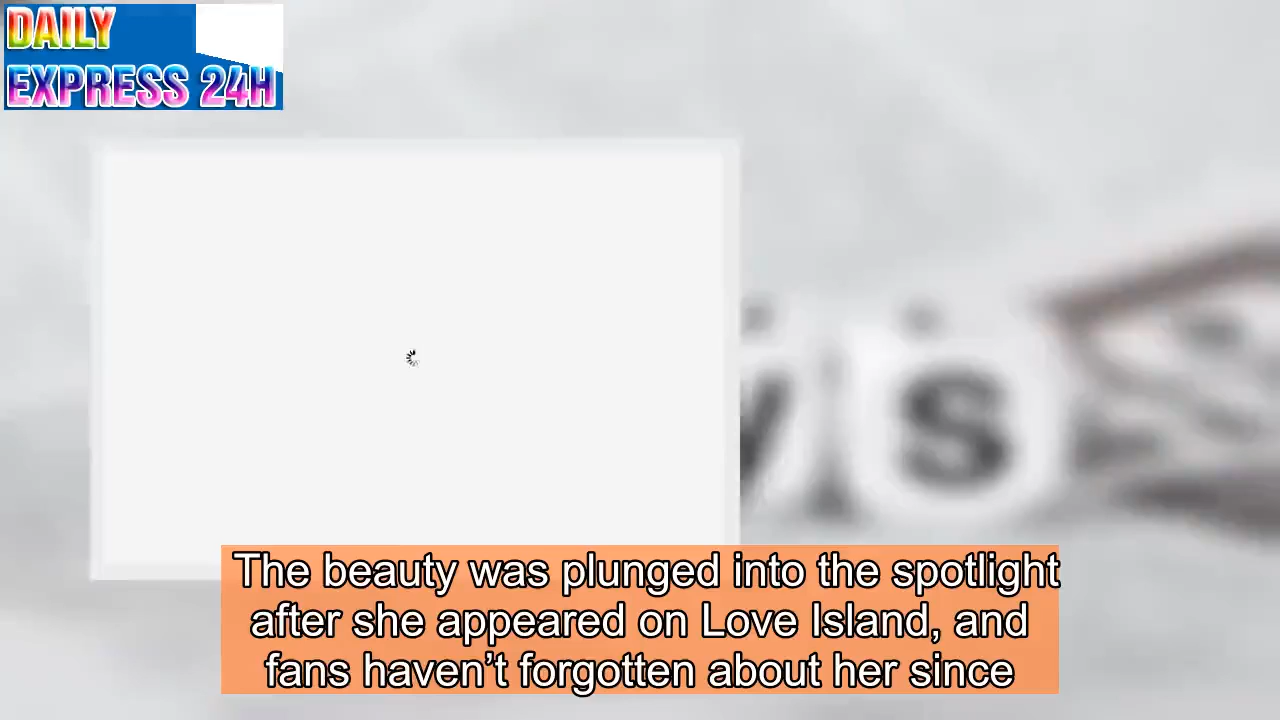 DAILY
EXPRESS 24H
The beauty was plunged into the spotlight
after she appeared on Love Island, and
fans haven’t forgotten about her since